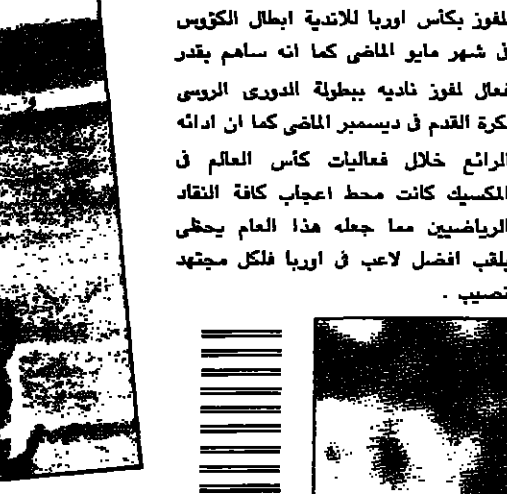 للفوز بكأس اوربا للاندية ابطال الكؤوس
فى شهر مايو الماضى كما انه ساهم بقدر
فعال لفوز ناديه ببطولة الدورى الروسى
لكرة القدم فى ديسمبر الماضى كما ان ادائه
الرائع خلال فعاليات كأس العالم فى
المكسيك كانت محط اعجاب كافة النقاد
الرياضيين مما جعله هذا العام يحظى
بلقب افضل لاعب فى اوربا فلكل مجتهد
نصيب .